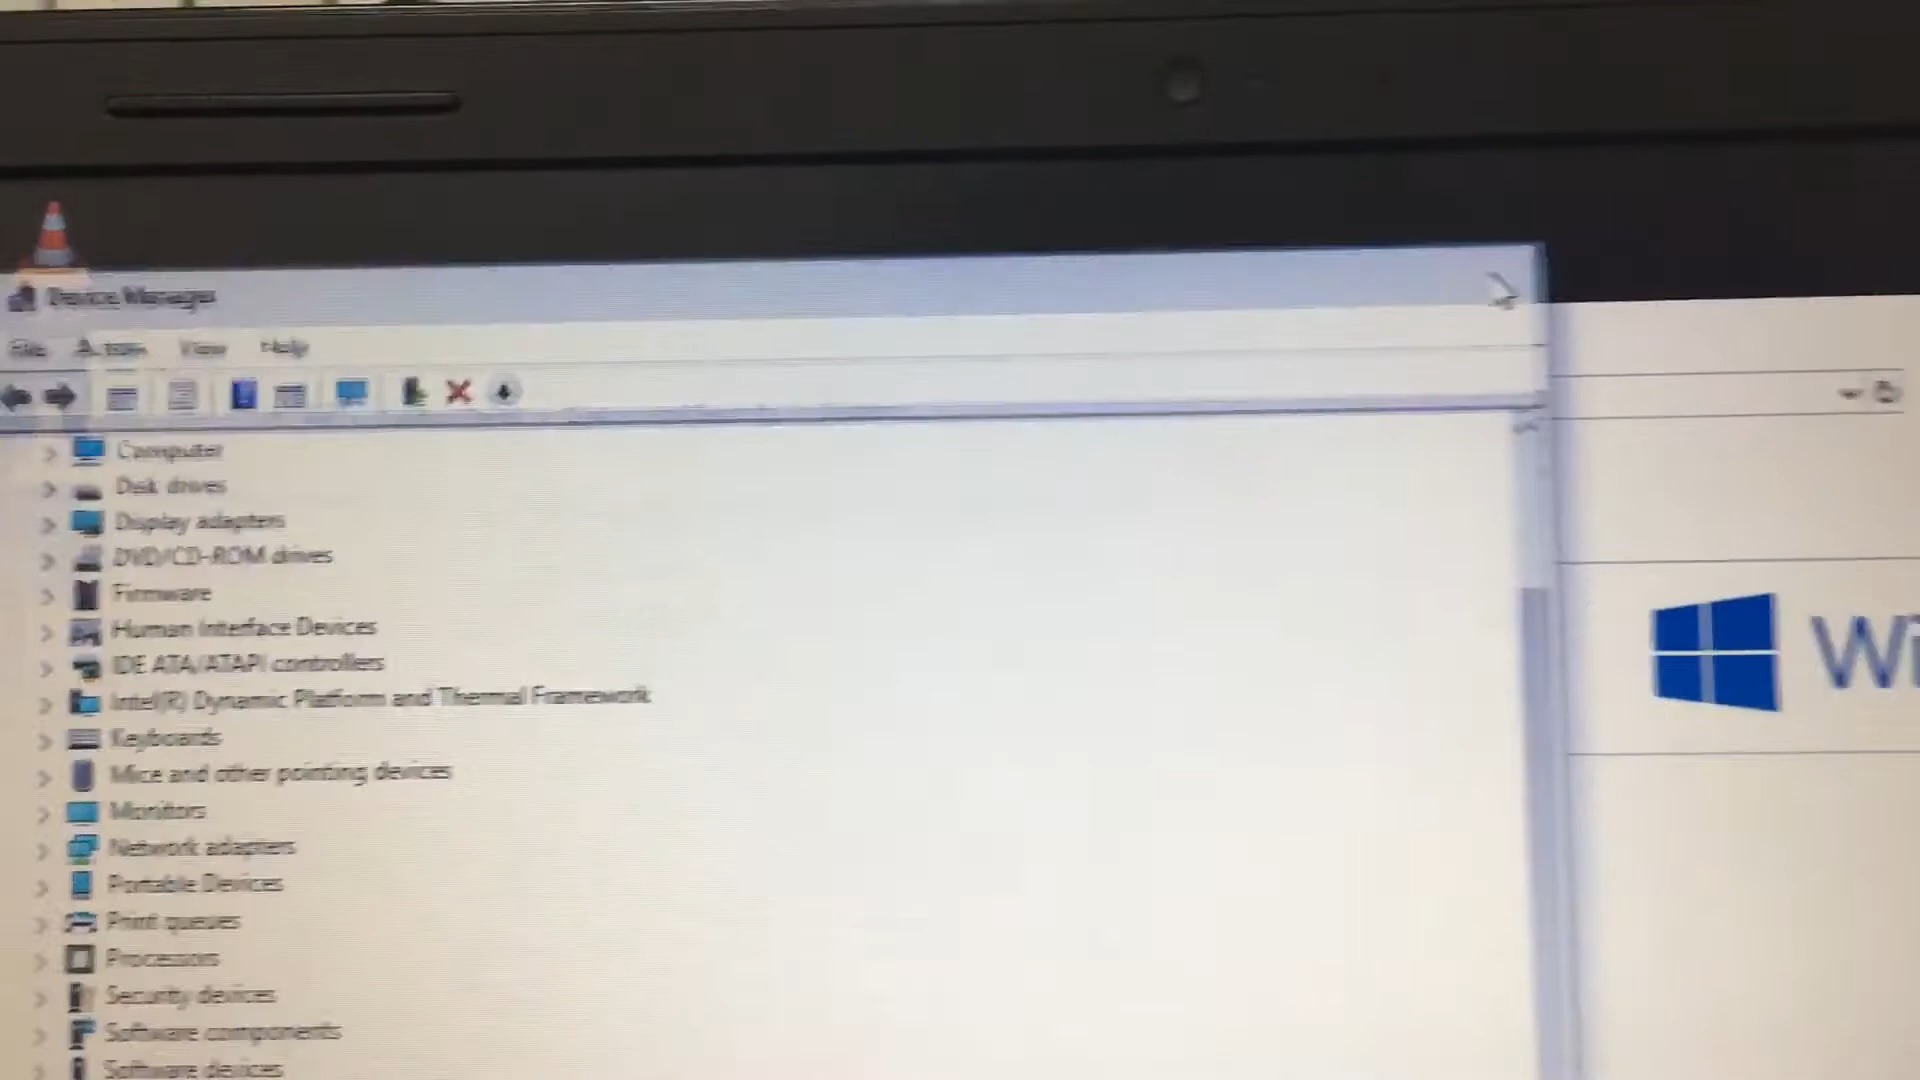 Device Manager
File Action View Help
Computer
Disk drives
Display adapters
DVD/CD-ROM drives
Firmware
Human Interface Devices
IDE ATA/ATAPI controllers
Intel(R) Dynamic Platform and Thermal Framework
Keyboards
Mice and other pointing devices
Monitors
Network adapters
Portable Devices
Print queues
Processors
Security devices
Software components
Software devices
Wi